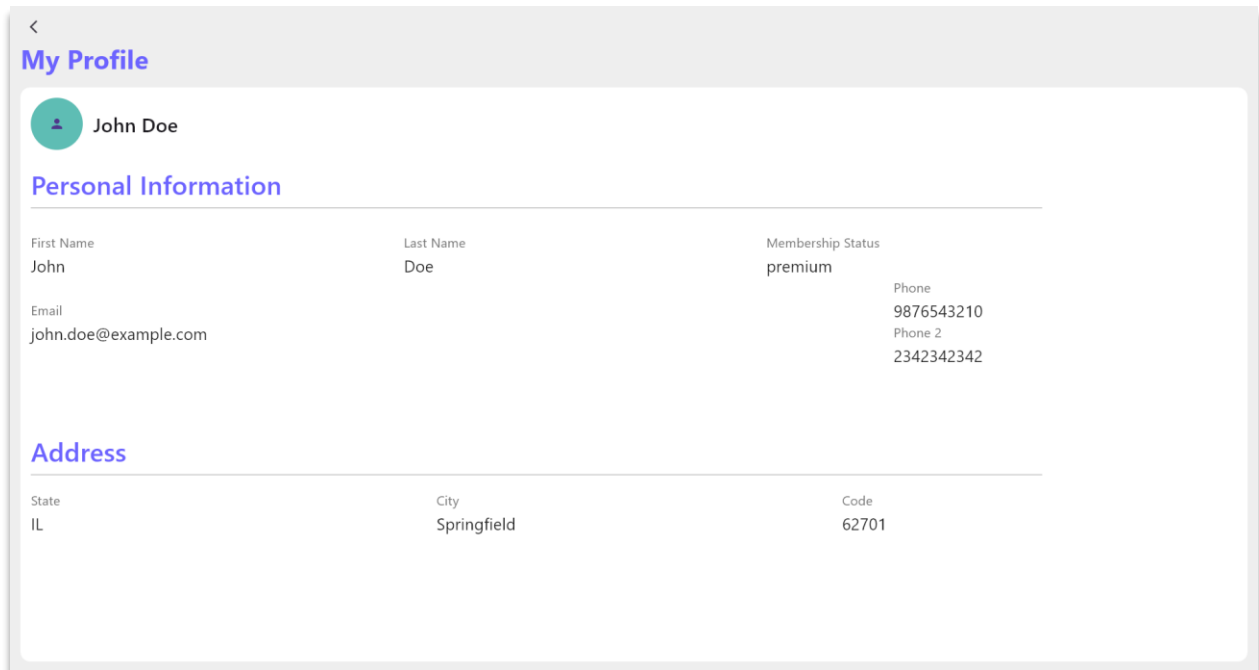 My Profile
John Doe
Personal Information
First Name Last Name Membership Status
John Doe premium
Phone
Email 9876543210
john.doe@example.com Phone 2
2342342342
Address
State City Code
IL Springfield 62701